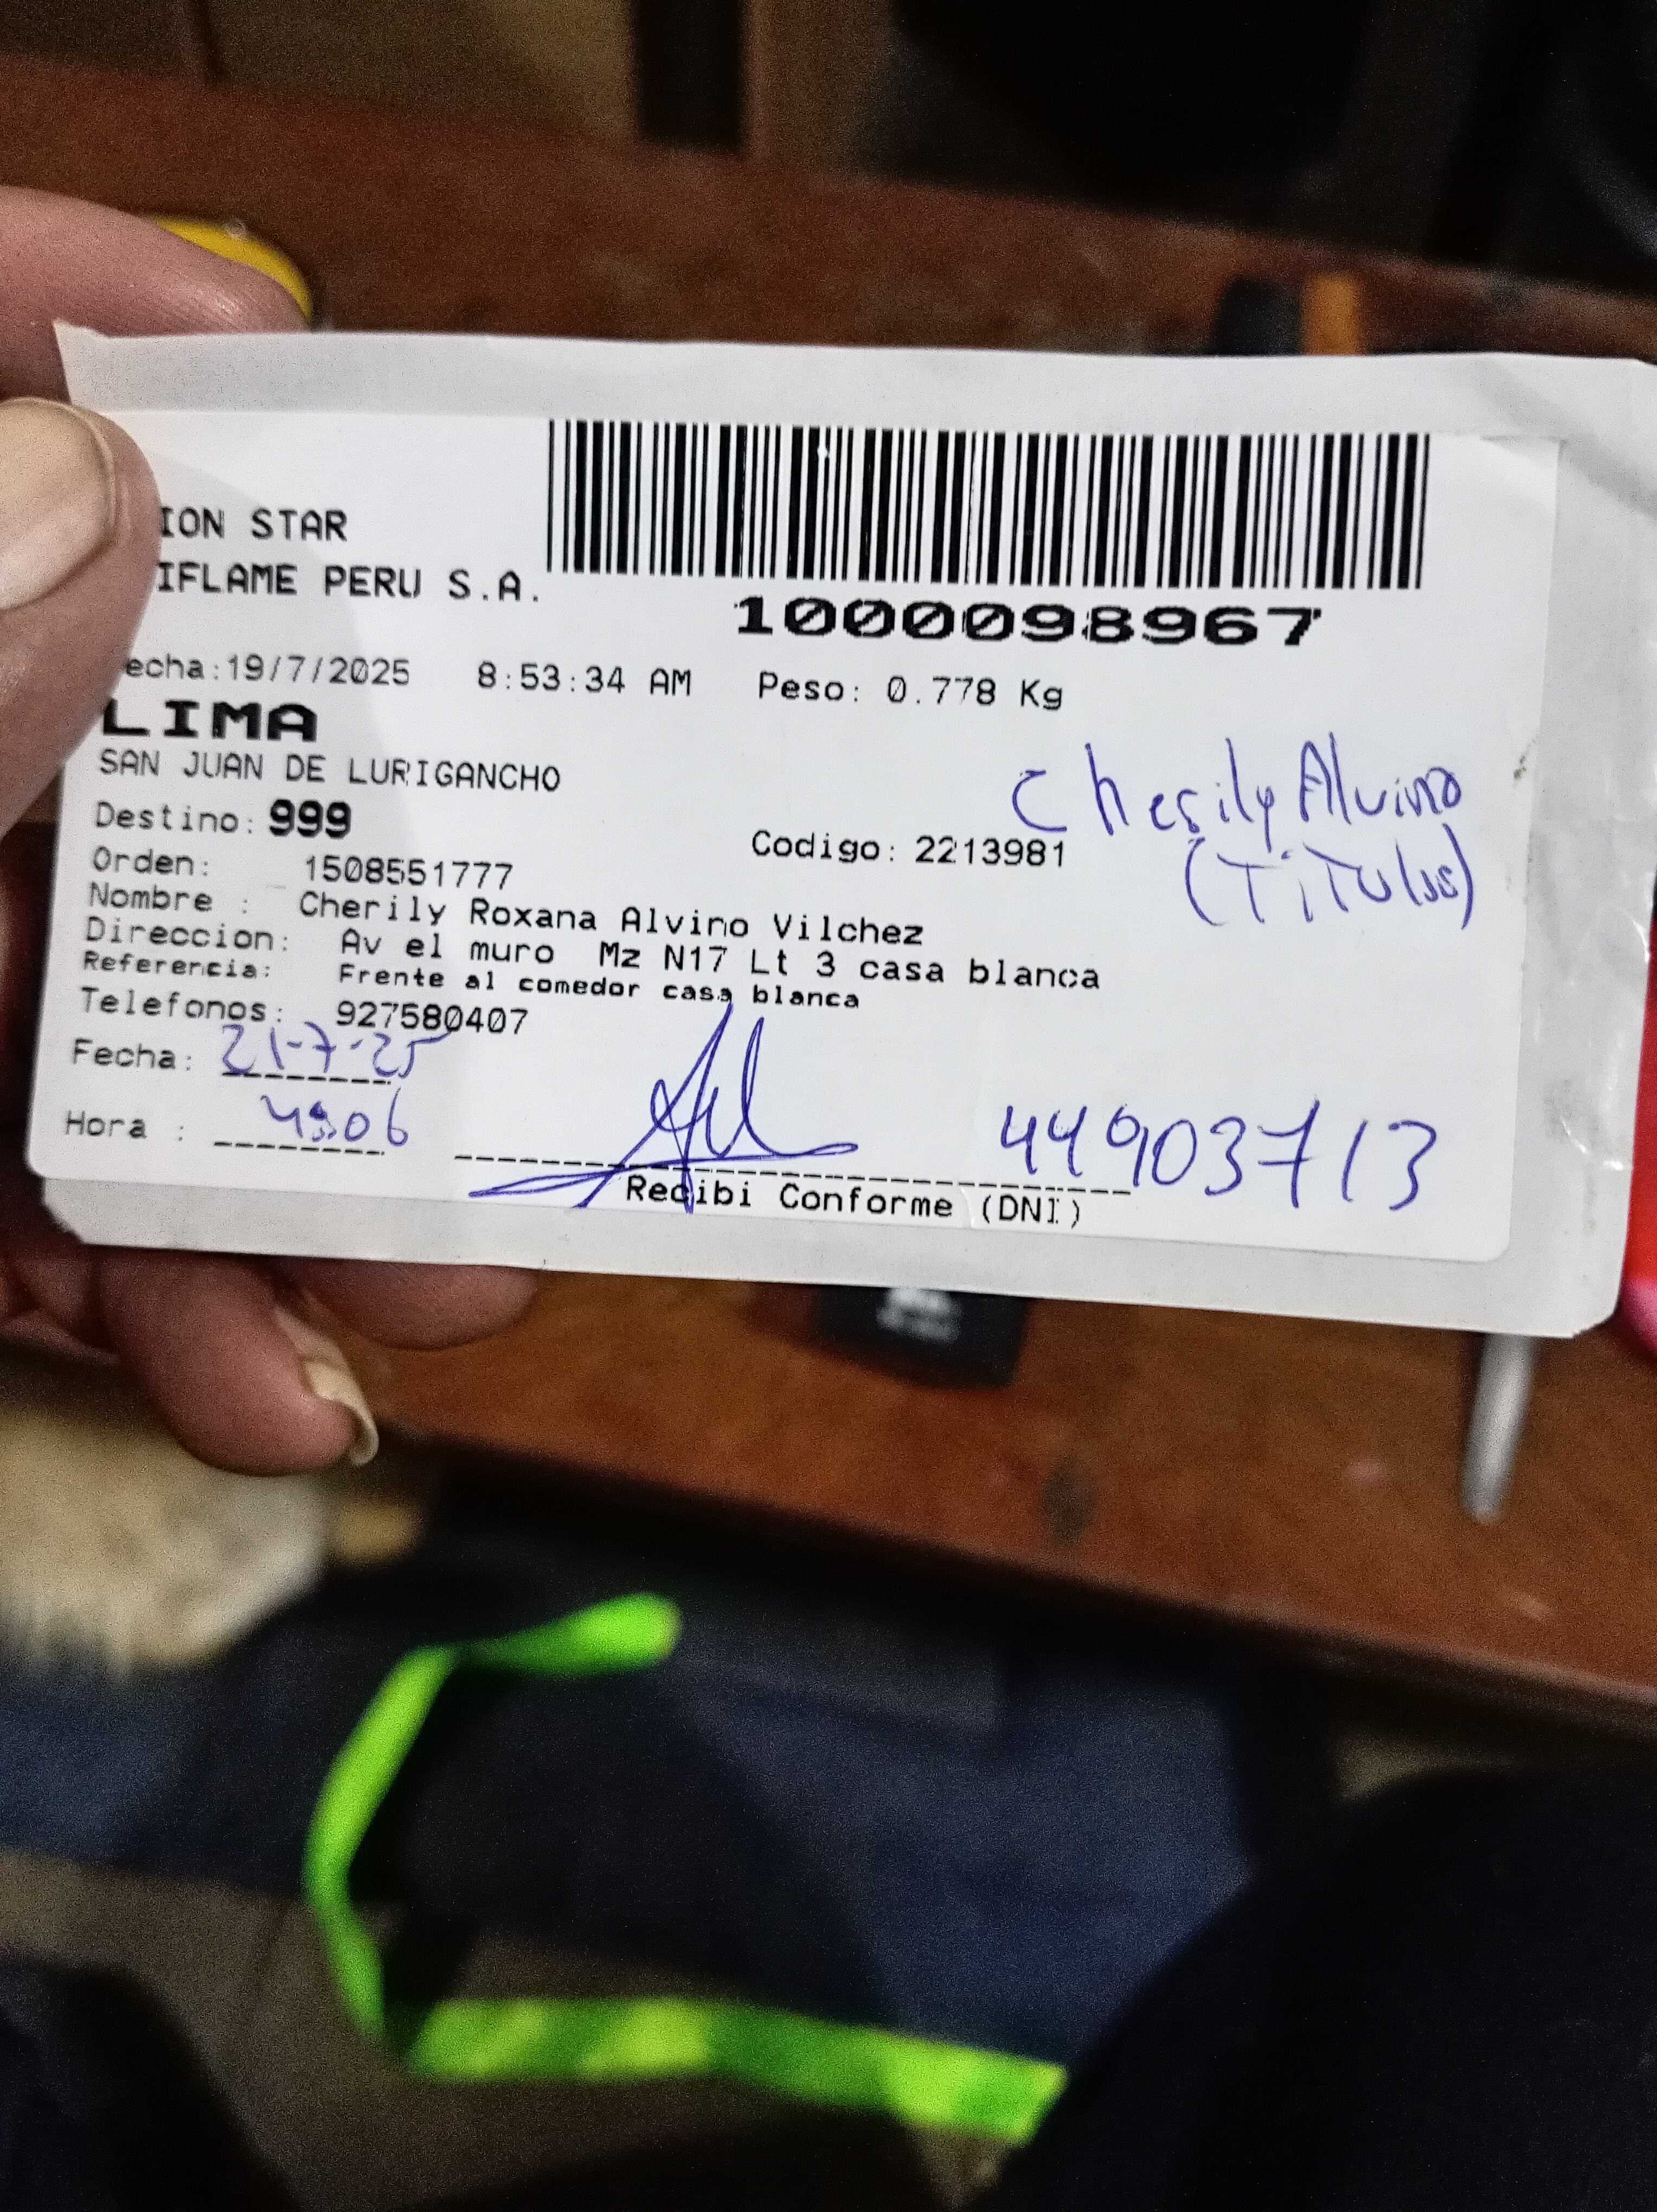 ION STAR
IFLAME PERU S.A.
1000098967
echa:19/7/2025 8:53:34 AM Peso: 0.778 Kg
LIMA
SAN JUAN DE LURIGANCHO
Cherily Alvino
(Titular)
Destino: 999
Codigo: 2213981
Orden: 1508551777
Nombre : Cherily Roxana Alvino Vilchez
Direccion: Av el muro Mz N17 Lt 3 casa blanca
Referencia: Frente al comedor casa blanca
Telefonos: 927580407
Fecha: 21-7-25
Hora :
44903713
Recibi Conforme (DNI)